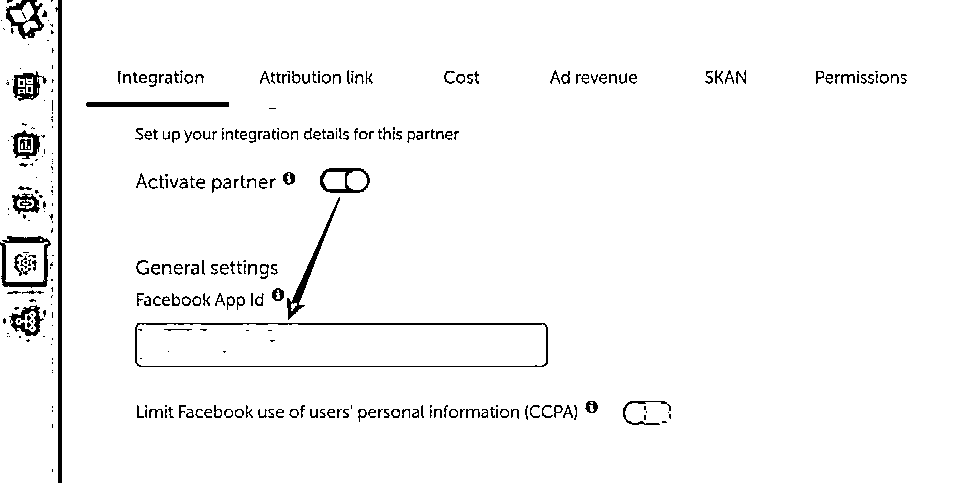 Integration Attribution link Cost Ad revenue SKAN Permissions
Set up your integration details for this partner
Activate partner
General settings
Facebook App Id
Limit Facebook use of users' personal information (CCPA)